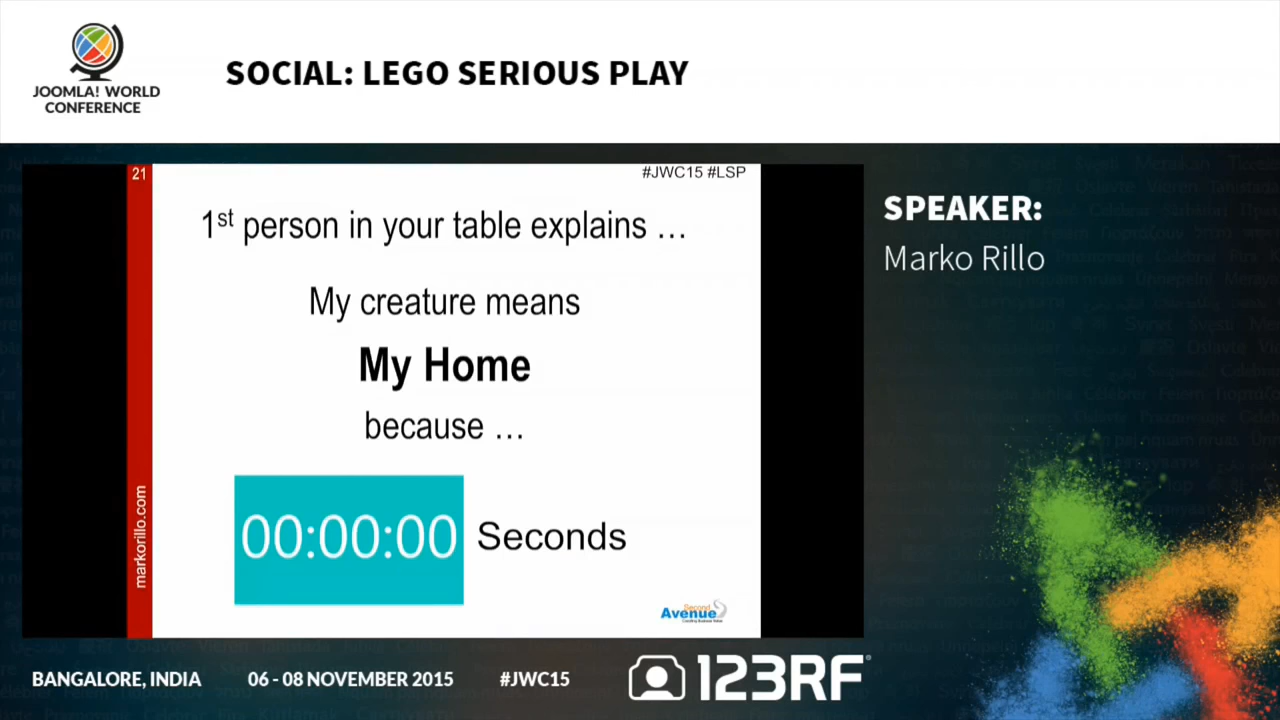 JOOMLA! WORLD
CONFERENCE
SOCIAL: LEGO SERIOUS PLAY
21
#JWC15 #LSP
1st person in your table explains …
My creature means
My Home
because …
00:00:00 Seconds
markorillo.com
Second
Avenue
SPEAKER:
Marko Rillo
BANGALORE, INDIA
06 - 08 NOVEMBER 2015
#JWC15
123RF